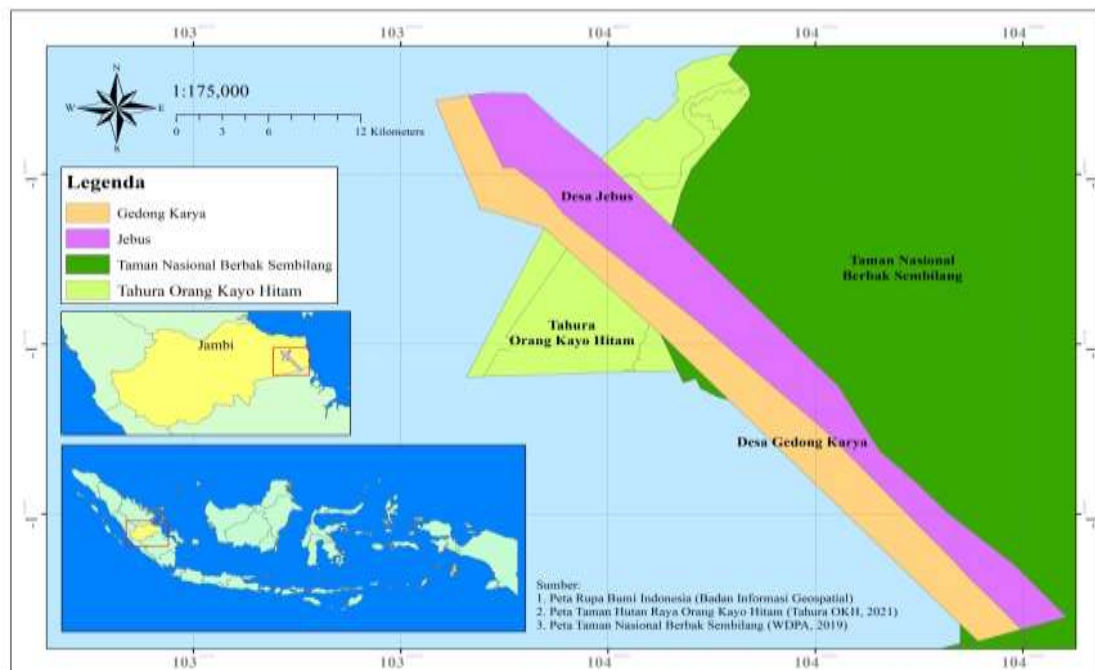 103 103 104 104 104
N
W E
S
1:175,000
0 3 6 12 Kilometers
Legenda
Gedong Karya
Jebus
Taman Nasional Berbak Sembilang
Tahura Orang Kayo Hitam
Jambi
Desa Jebus
Taman Nasional
Berbak Sembilang
Tahura
Orang Kayo Hitam
Desa Gedong Karya
Sumber:
1. Peta Rupa Bumi Indonesia (Badan Informasi Geospatial)
2. Peta Taman Hutan Raya Orang Kayo Hitam (Tahura OKH, 2021)
3. Peta Taman Nasional Berbak Sembilang (WDPA, 2019)
103 103 104 104 104